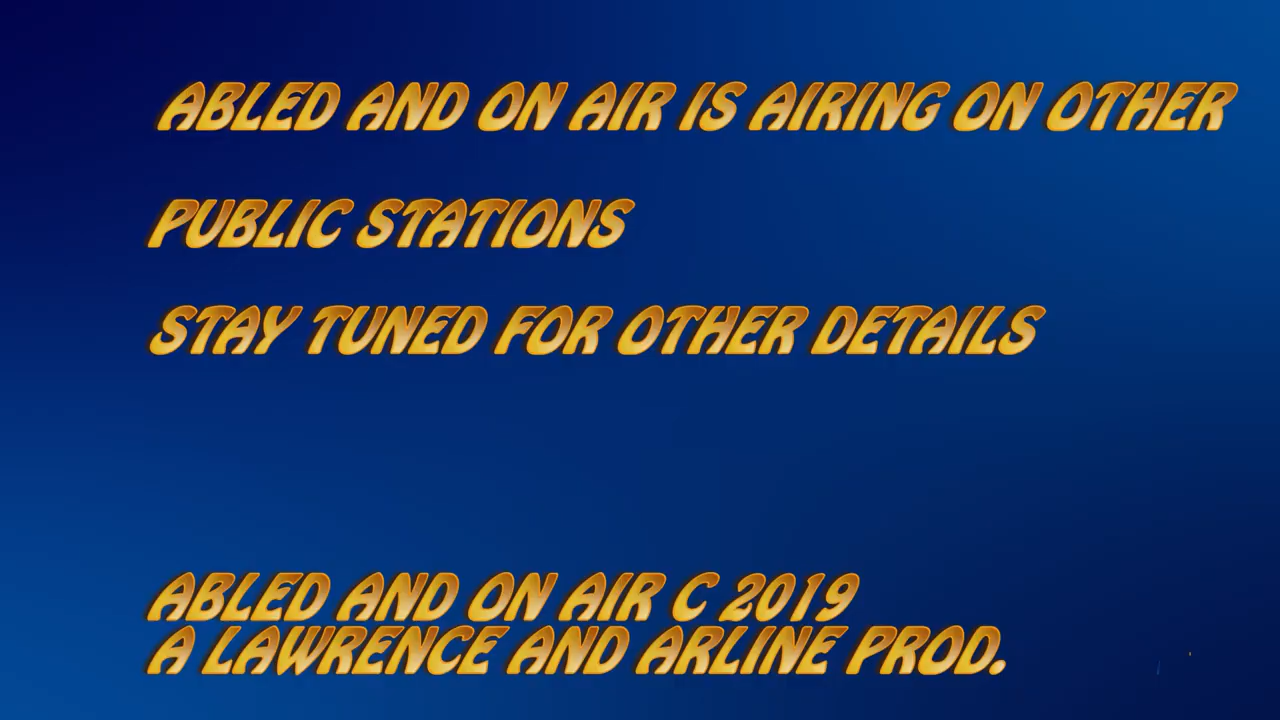 ABLED AND ON AIR IS AIRING ON OTHER
PUBLIC STATIONS
STAY TUNED FOR OTHER DETAILS
ABLED AND ON AIR C 2019
A LAWRENCE AND ARLINE PROD.